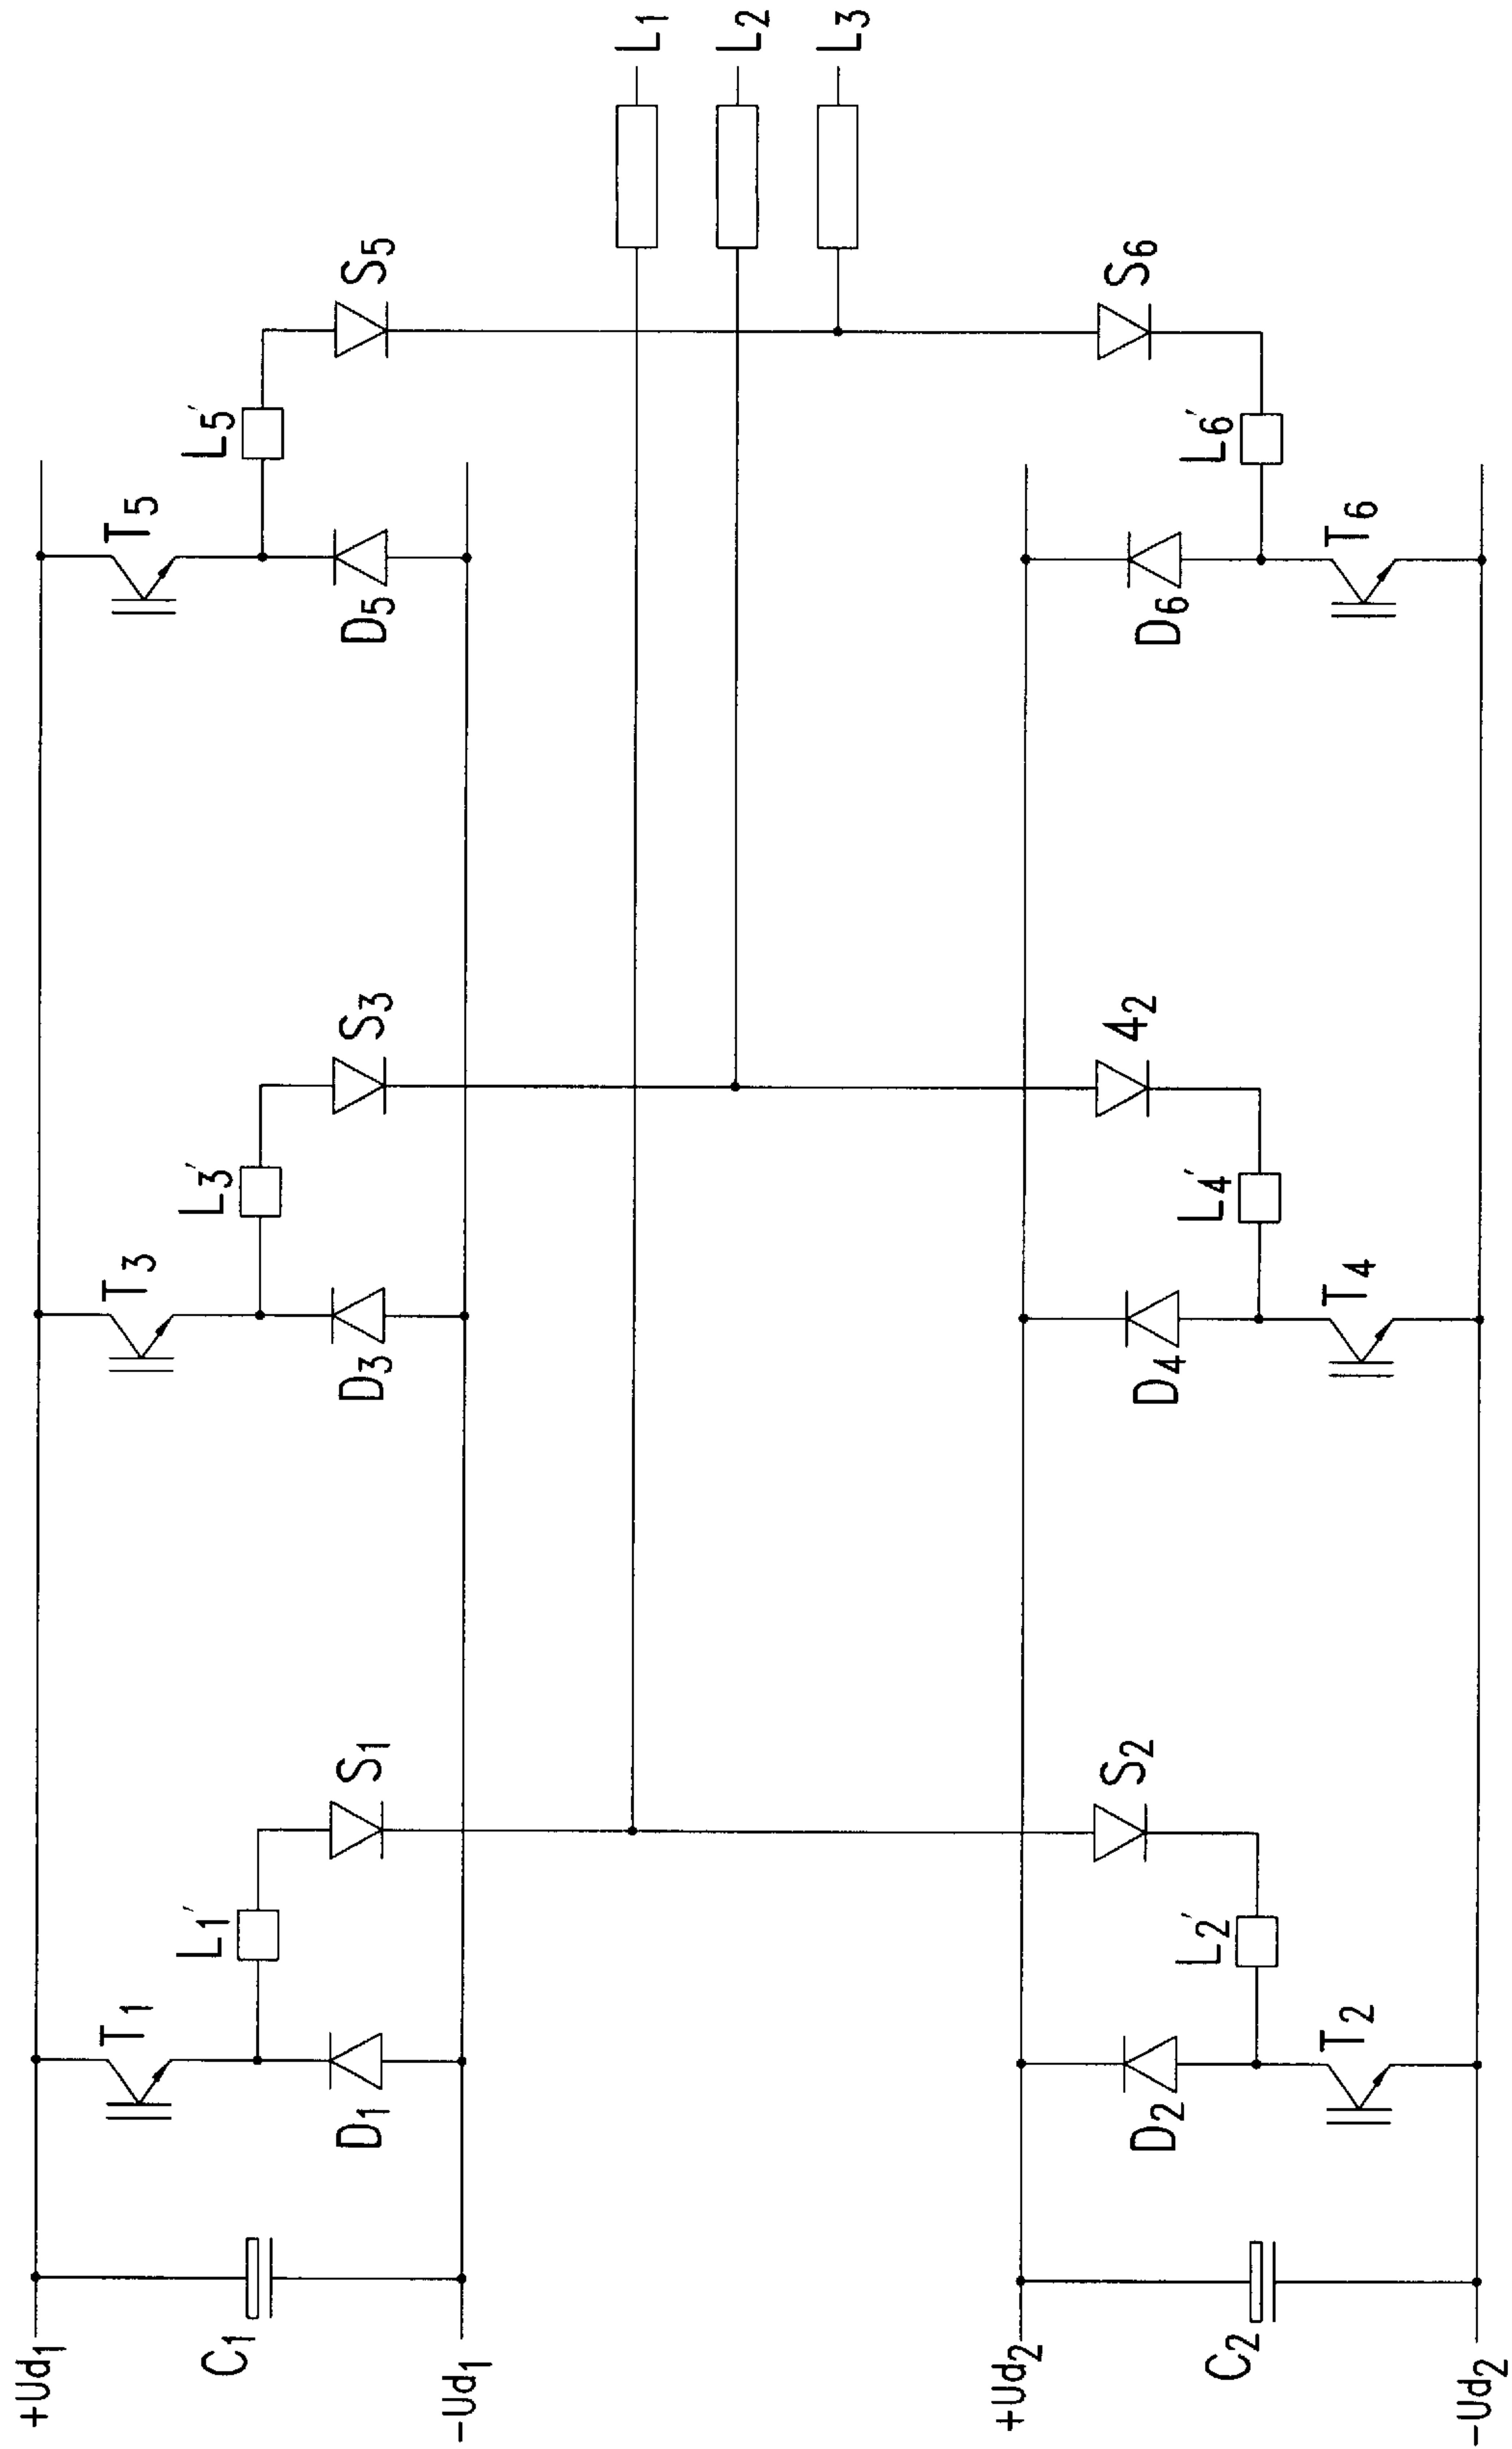 +Ud1
C1
-Ud1
T1
D1
L1'
S1
T3
D3
L3'
S3
T5
D5
L5'
S5
L1
L2
L3
+Ud2
C2
-Ud2
D2
T2
L2'
S2
D4
T4
L4'
42
D6
T6
L6'
S6